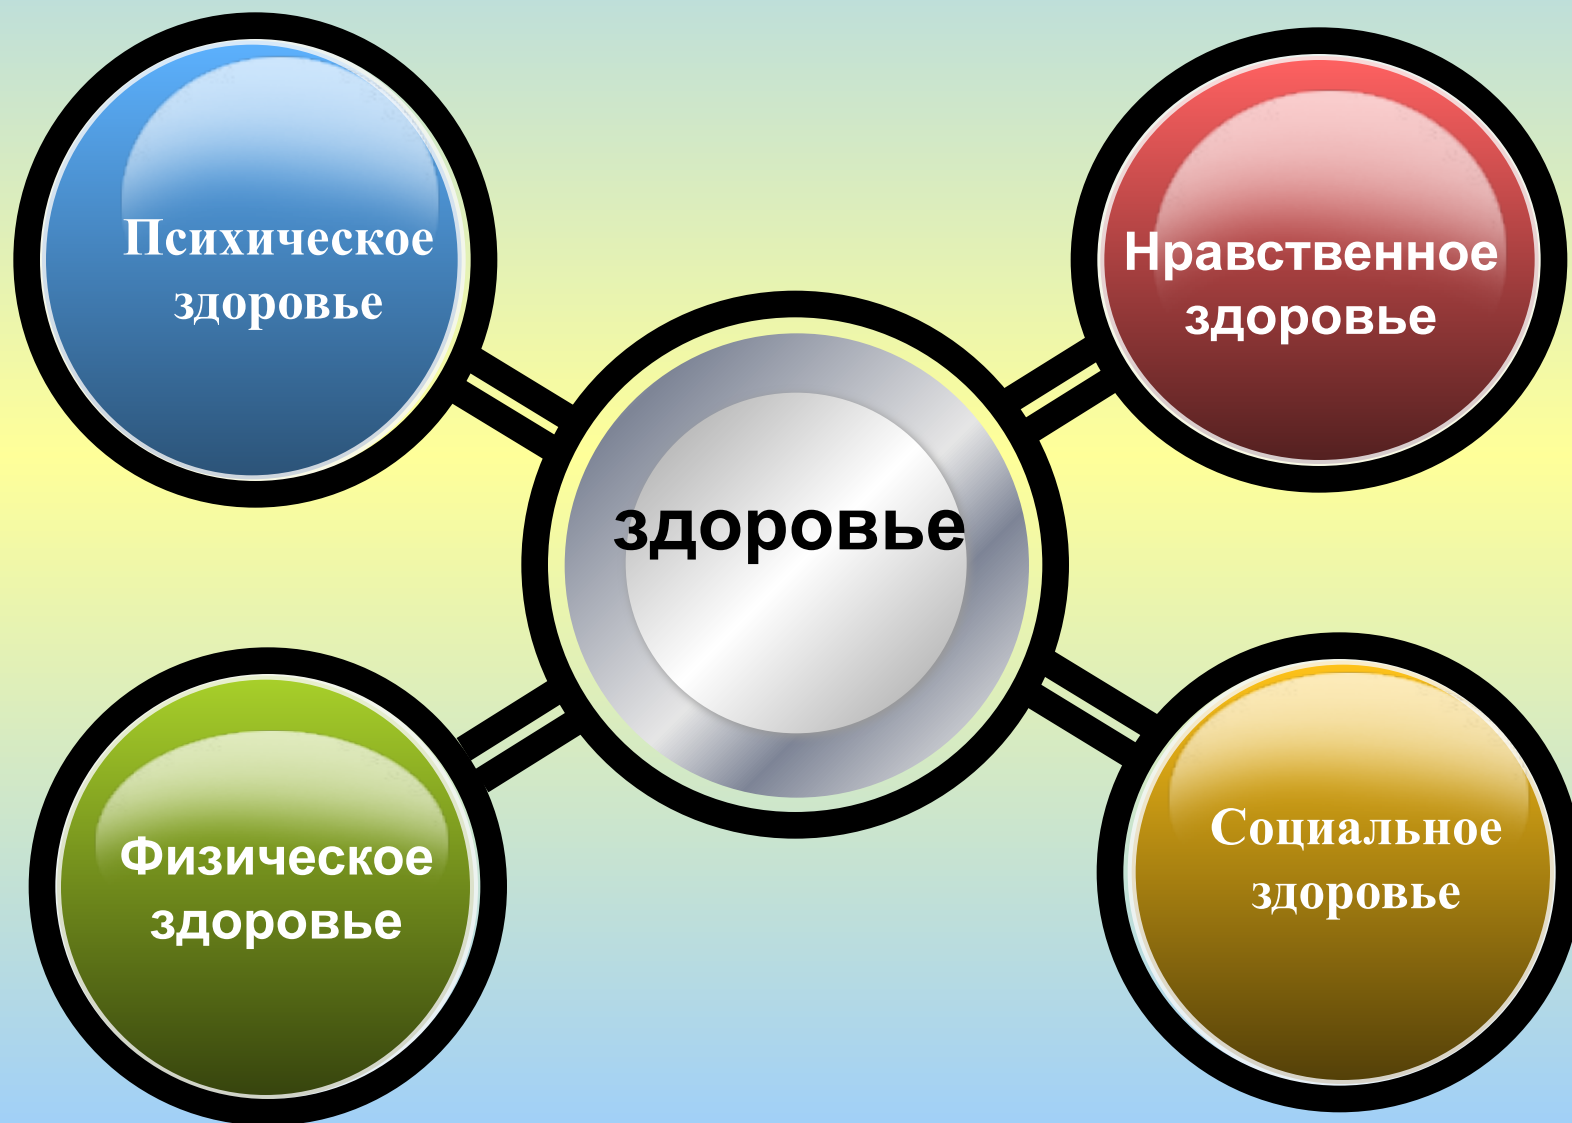 Психическое
здоровье
Нравственное
здоровье
здоровье
Физическое
здоровье
Социальное
здоровье